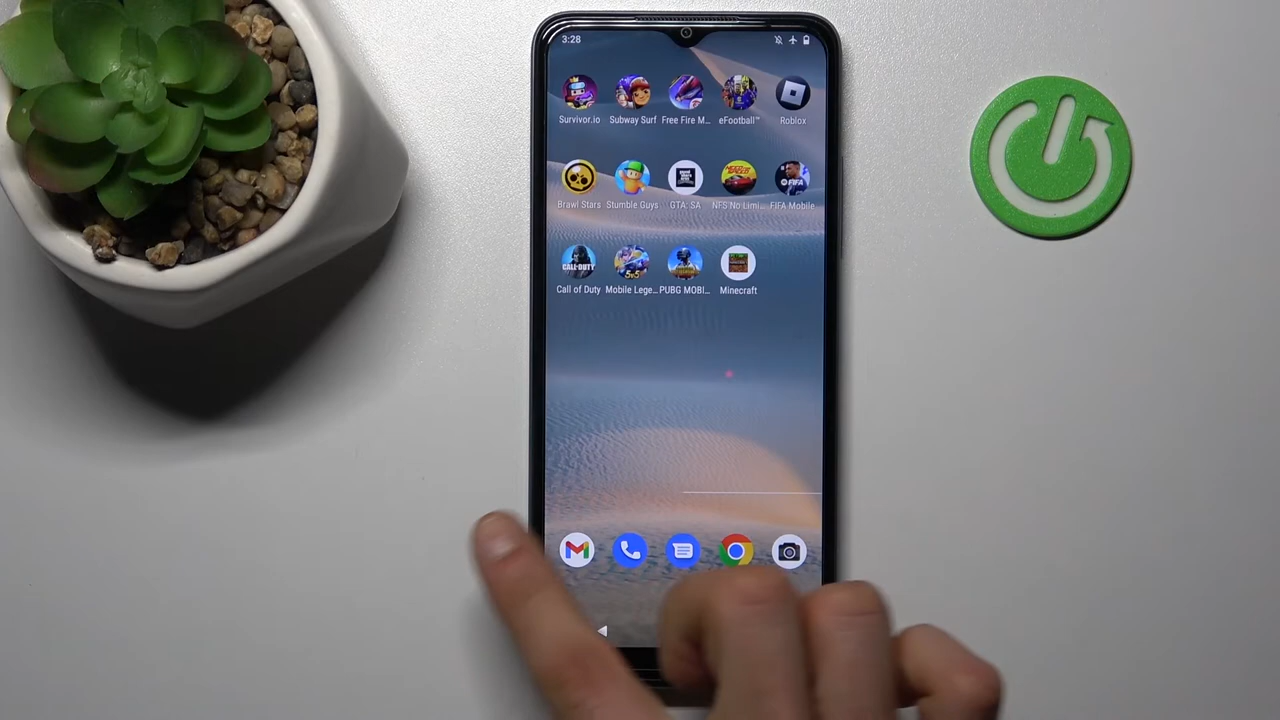 3:28
Survivor.io Subway Surf Free Fire M... eFootball™ Roblox
Brawl Stars Stumble Guys GTA: SA NFS No Limi... FIFA Mobile
Call of Duty Mobile Lege... PUBG MOBI... Minecraft